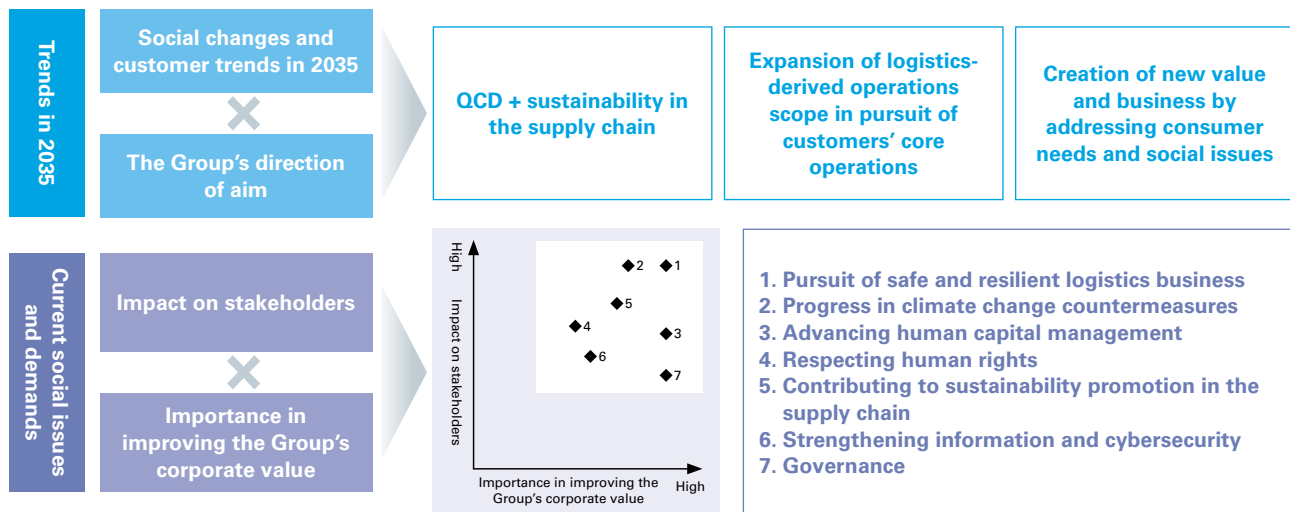 Trends in 2035
Social changes and
customer trends in 2035
The Group's direction
of aim
QCD + sustainability in
the supply chain
Expansion of logistics-
derived operations
scope in pursuit of
customers' core
operations
Creation of new value
and business by
addressing consumer
needs and social issues
Current social issues
and demands
Impact on stakeholders
Importance in
improving the Group's
corporate value
High
Impact on
stakeholders
2
1
5
4
3
6
7
Importance in improving the
Group's corporate value
High
1. Pursuit of safe and resilient logistics business
2. Progress in climate change countermeasures
3. Advancing human capital management
4. Respecting human rights
5. Contributing to sustainability promotion in the
supply chain
6. Strengthening information and cybersecurity
7. Governance